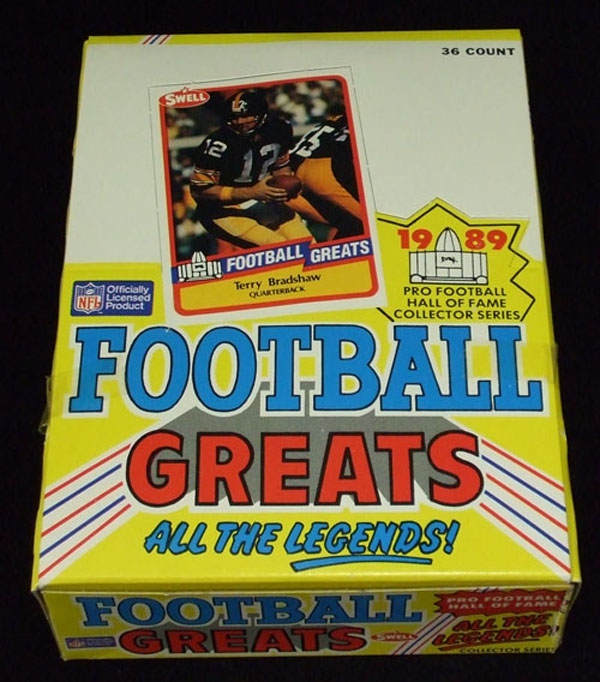 36 COUNT
SWELL
12
12
55
FOOTBALL GREATS
Terry Bradshaw
QUARTERBACK
1989
PRO FOOTBALL
HALL OF FAME
COLLECTOR SERIES
NFL
Officially
Licensed
Product
FOOTBALL
GREATS
ALL THE LEGENDS!
FOOTBALL
GREATS
SWELL
PRO FOOTBALL
HALL OF FAME
ALL THE
LEGENDS!
COLLECTOR SERIES